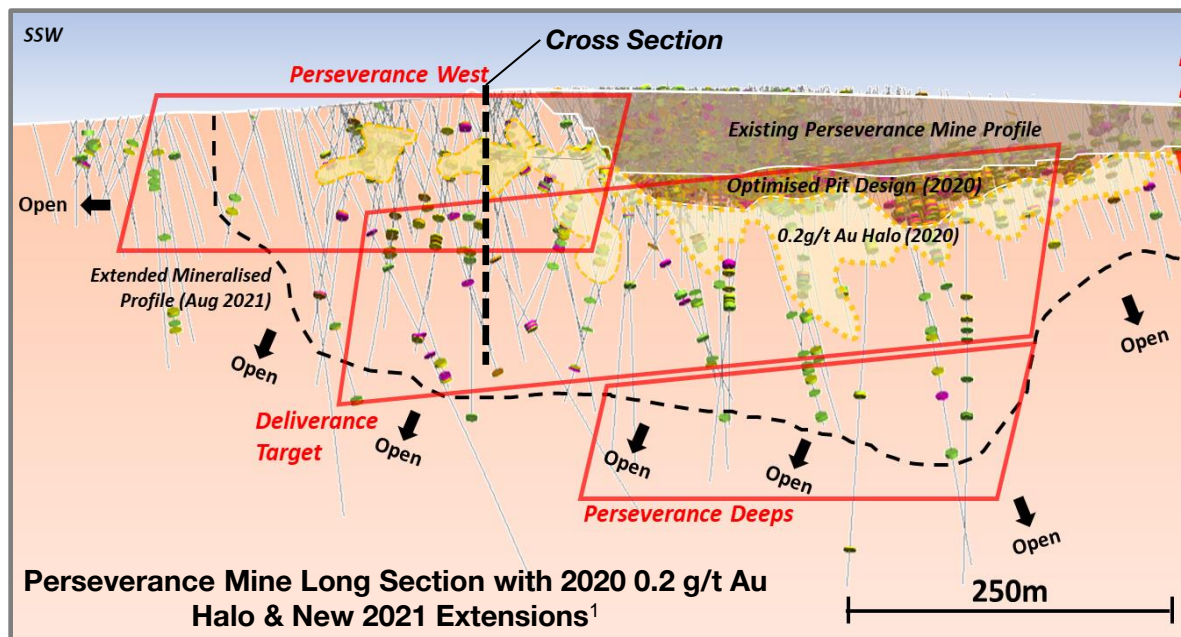 SSW
Cross Section
Perseverance West
Existing Perseverance Mine Profile
Optimised Pit Design (2020)
0.2g/t Au Halo (2020)
Open
Extended Mineralised
Profile (Aug 2021)
Open
Open
Deliverance
Target
Open
Open
Open
Perseverance Deeps
Open
Perseverance Mine Long Section with 2020 0.2 g/t Au
Halo & New 2021 Extensions¹
250m